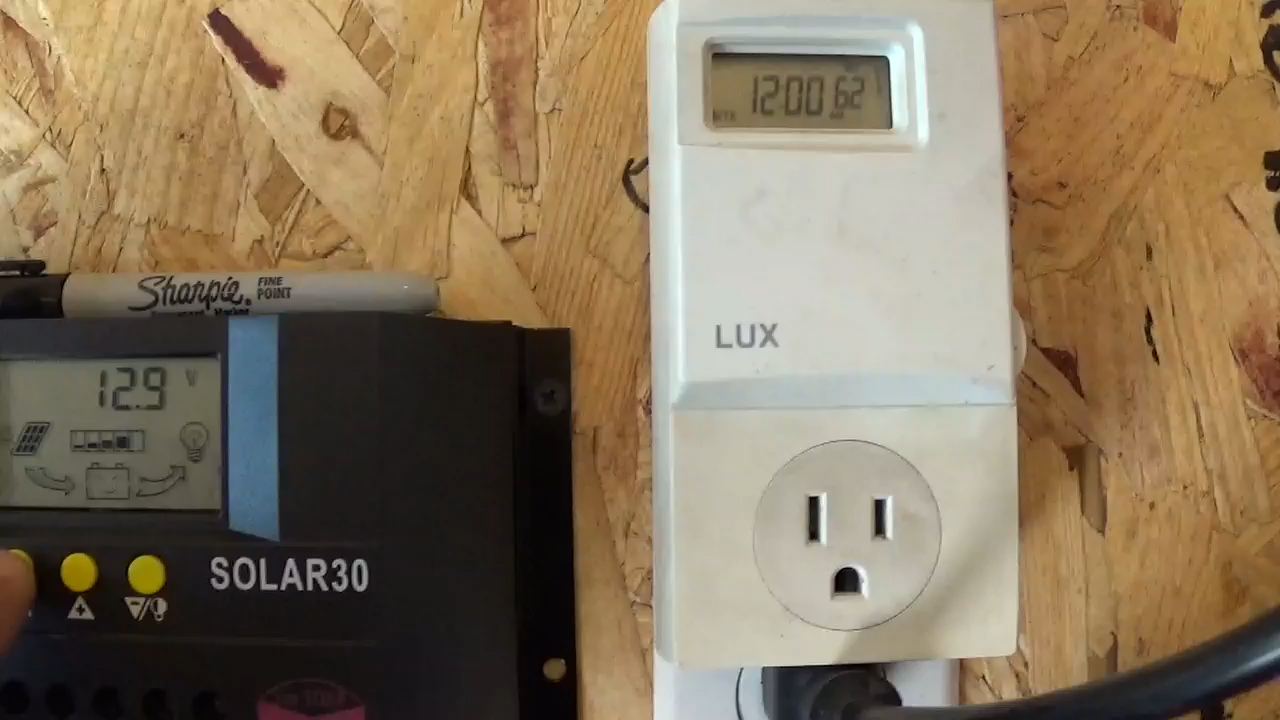 12:00 62
Sharpie®
FINE
POINT
12.9 V
LUX
SOLAR30